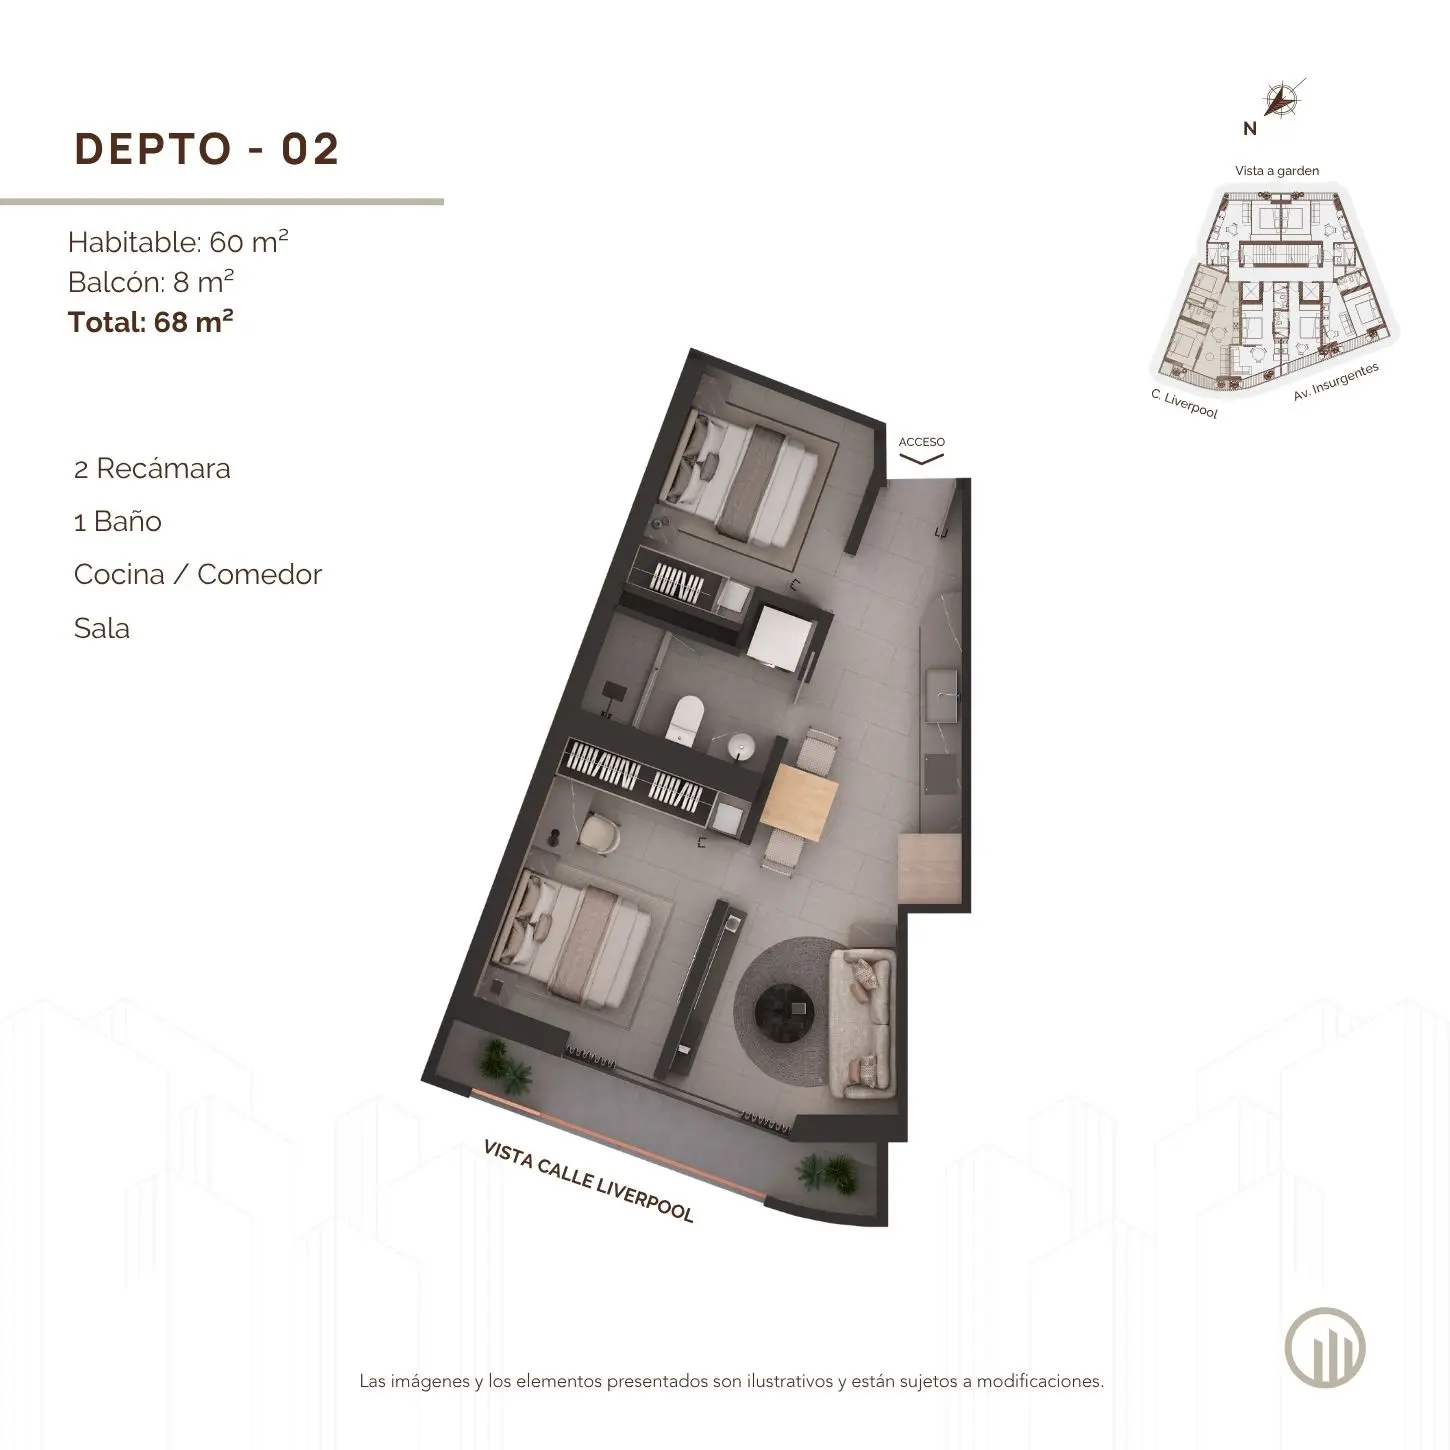 DEPTO - 02
Habitable: 60 m²
Balcón: 8 m²
Total: 68 m²
2 Recámara
1 Baño
Cocina / Comedor
Sala
N
Vista a garden
C. Liverpool
Av. Insurgentes
ACCESO
VISTA CALLE LIVERPOOL
Las imágenes y los elementos presentados son ilustrativos y están sujetos a modificaciones.